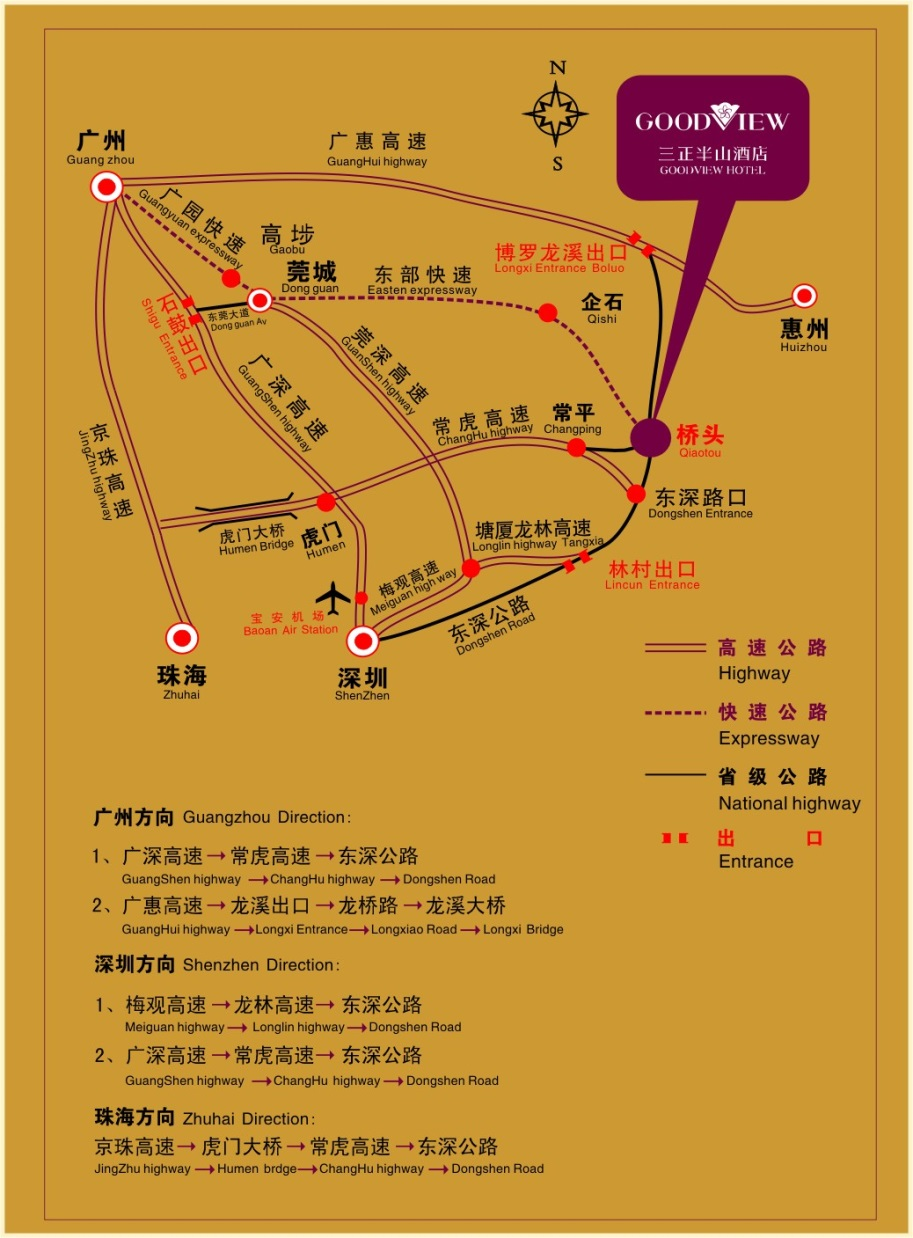 N
S
GOODVIEW
三正半山酒店
GOODVIEW HOTEL
广州
Guang zhou
广惠高速
GuangHui highway
广园快速
Guangyuan expressway
高埗
Gaobu
莞城
Dong guan
东部快速
Easten expressway
博罗龙溪出口
Longxi Entrance Boluo
企石
Qishi
惠州
Huizhou
石鼓出口
Shigu Entrance
东莞大道
Dong guan Av
广深高速
GuangShen highway
莞深高速
GuanShen highway
常虎高速
ChangHu highway
常平
Changping
桥头
Qiaotou
京珠高速
JingZhu highway
虎门大桥
Humen Bridge
虎门
Humen
东深路口
Dongshen Entrance
塘厦龙林高速
Longlin highway Tangxia
梅观高速
Meiguan high way
林村出口
Lincun Entrance
宝安机场
Baoan Air Station
东深公路
Dongshen Road
珠海
Zhuhai
深圳
ShenZhen
高速公路
Highway
快速公路
Expressway
省级公路
National highway
出口
Entrance
广州方向 Guangzhou Direction:
1、广深高速→常虎高速→东深公路
GuangShen highway →ChangHu highway →Dongshen Road
2、广惠高速→龙溪出口→龙桥路→龙溪大桥
GuangHui highway →Longxi Entrance→Longxiao Road→Longxi Bridge
深圳方向 Shenzhen Direction:
1、梅观高速→龙林高速→东深公路
Meiguan highway→ Longlin highway→Dongshen Road
2、广深高速→常虎高速→东深公路
GuangShen highway →ChangHu highway→Dongshen Road
珠海方向 Zhuhai Direction:
京珠高速→虎门大桥→常虎高速→东深公路
JingZhu highway →Humen brdge→ChangHu highway →Dongshen Road